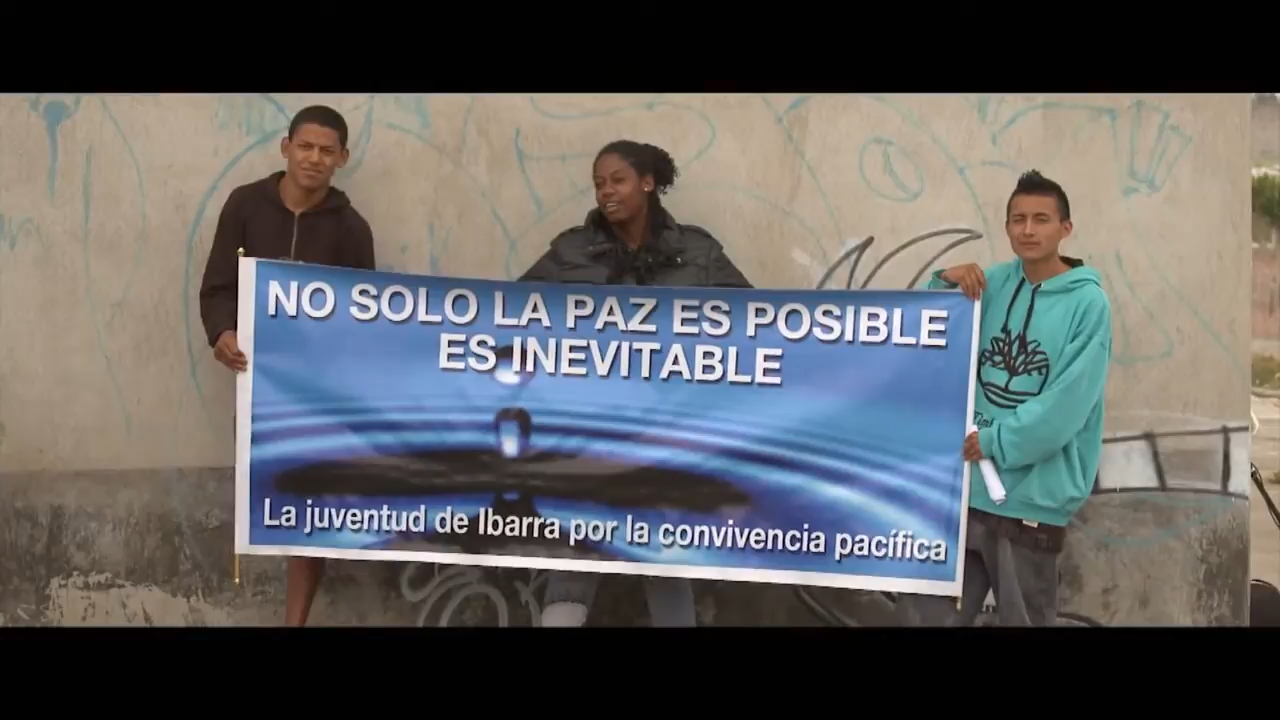 NO SOLO LA PAZ ES POSIBLE
ES INEVITABLE
La juventud de Ibarra por la convivencia pacífica